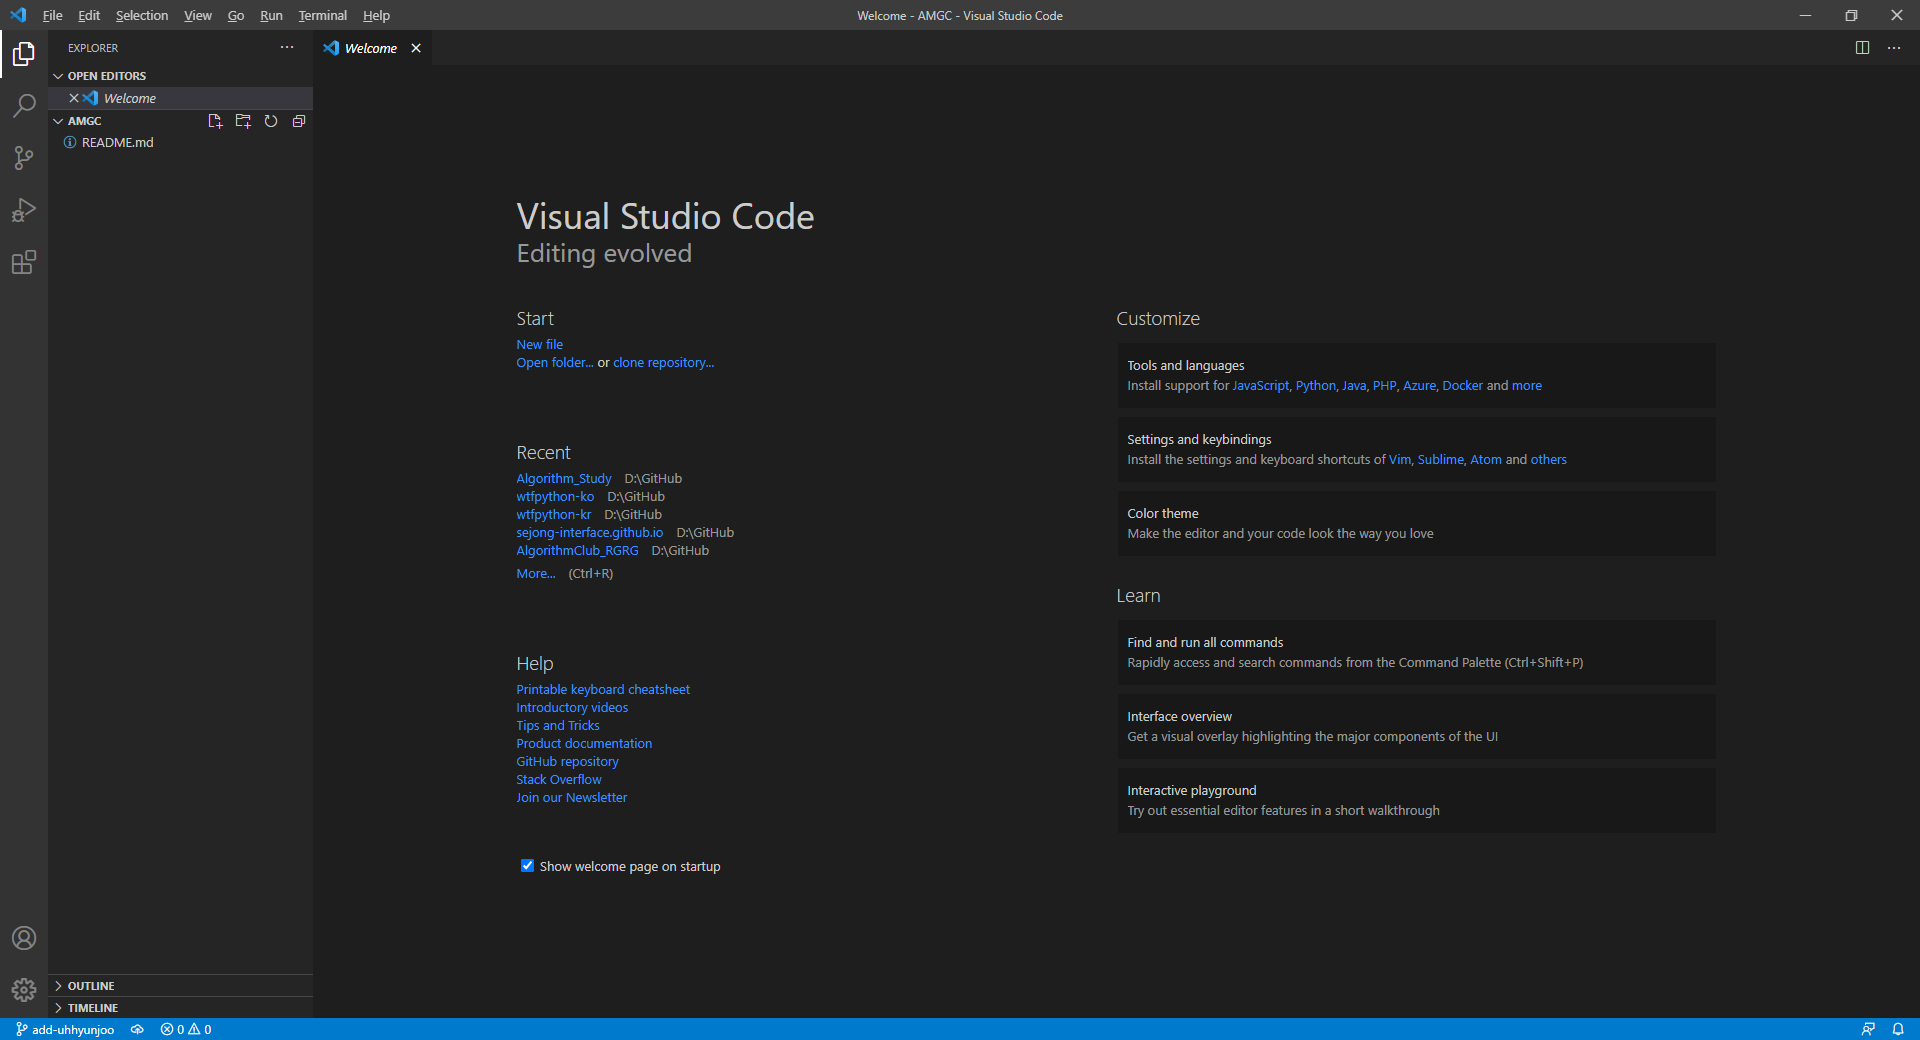 File Edit Selection View Go Run Terminal Help
Welcome - AMGC - Visual Studio Code
EXPLORER
OPEN EDITORS
Welcome
AMGC
README.md
OUTLINE
TIMELINE
Welcome
Visual Studio Code
Editing evolved
Start
New file
Open folder... or clone repository...
Recent
Algorithm_Study D:\GitHub
wtfpython-ko D:\GitHub
wtfpython-kr D:\GitHub
sejong-interface.github.io D:\GitHub
AlgorithmClub_RGRG D:\GitHub
More... (Ctrl+R)
Help
Printable keyboard cheatsheet
Introductory videos
Tips and Tricks
Product documentation
GitHub repository
Stack Overflow
Join our Newsletter
Show welcome page on startup
Customize
Tools and languages
Install support for JavaScript, Python, Java, PHP, Azure, Docker and more
Settings and keybindings
Install the settings and keyboard shortcuts of Vim, Sublime, Atom and others
Color theme
Make the editor and your code look the way you love
Learn
Find and run all commands
Rapidly access and search commands from the Command Palette (Ctrl+Shift+P)
Interface overview
Get a visual overlay highlighting the major components of the UI
Interactive playground
Try out essential editor features in a short walkthrough
add-uhhyunjoo 0 0